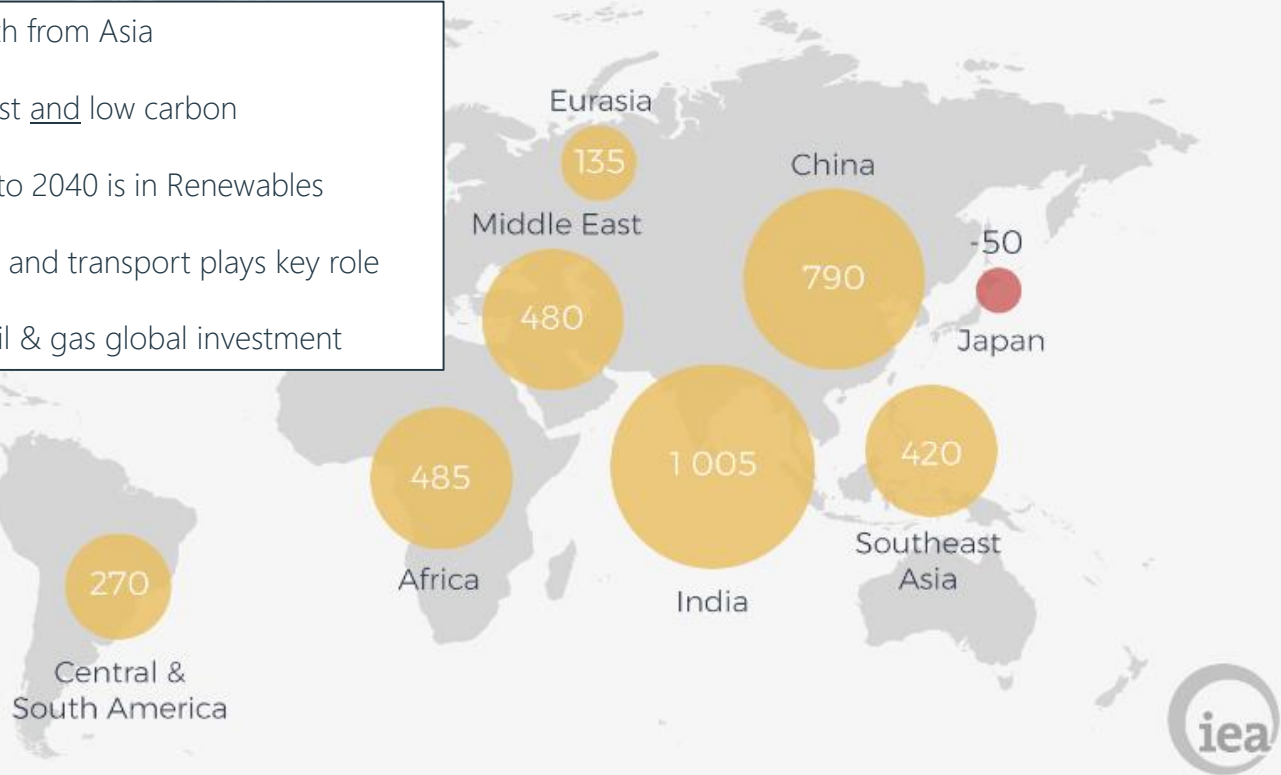 th from Asia
st and low carbon
to 2040 is in Renewables
and transport plays key role
il & gas global investment
Eurasia
135
China
790
Middle East
480
-50
Japan
485
Africa
1 005
India
420
Southeast
Asia
270
Central &
South America
iea